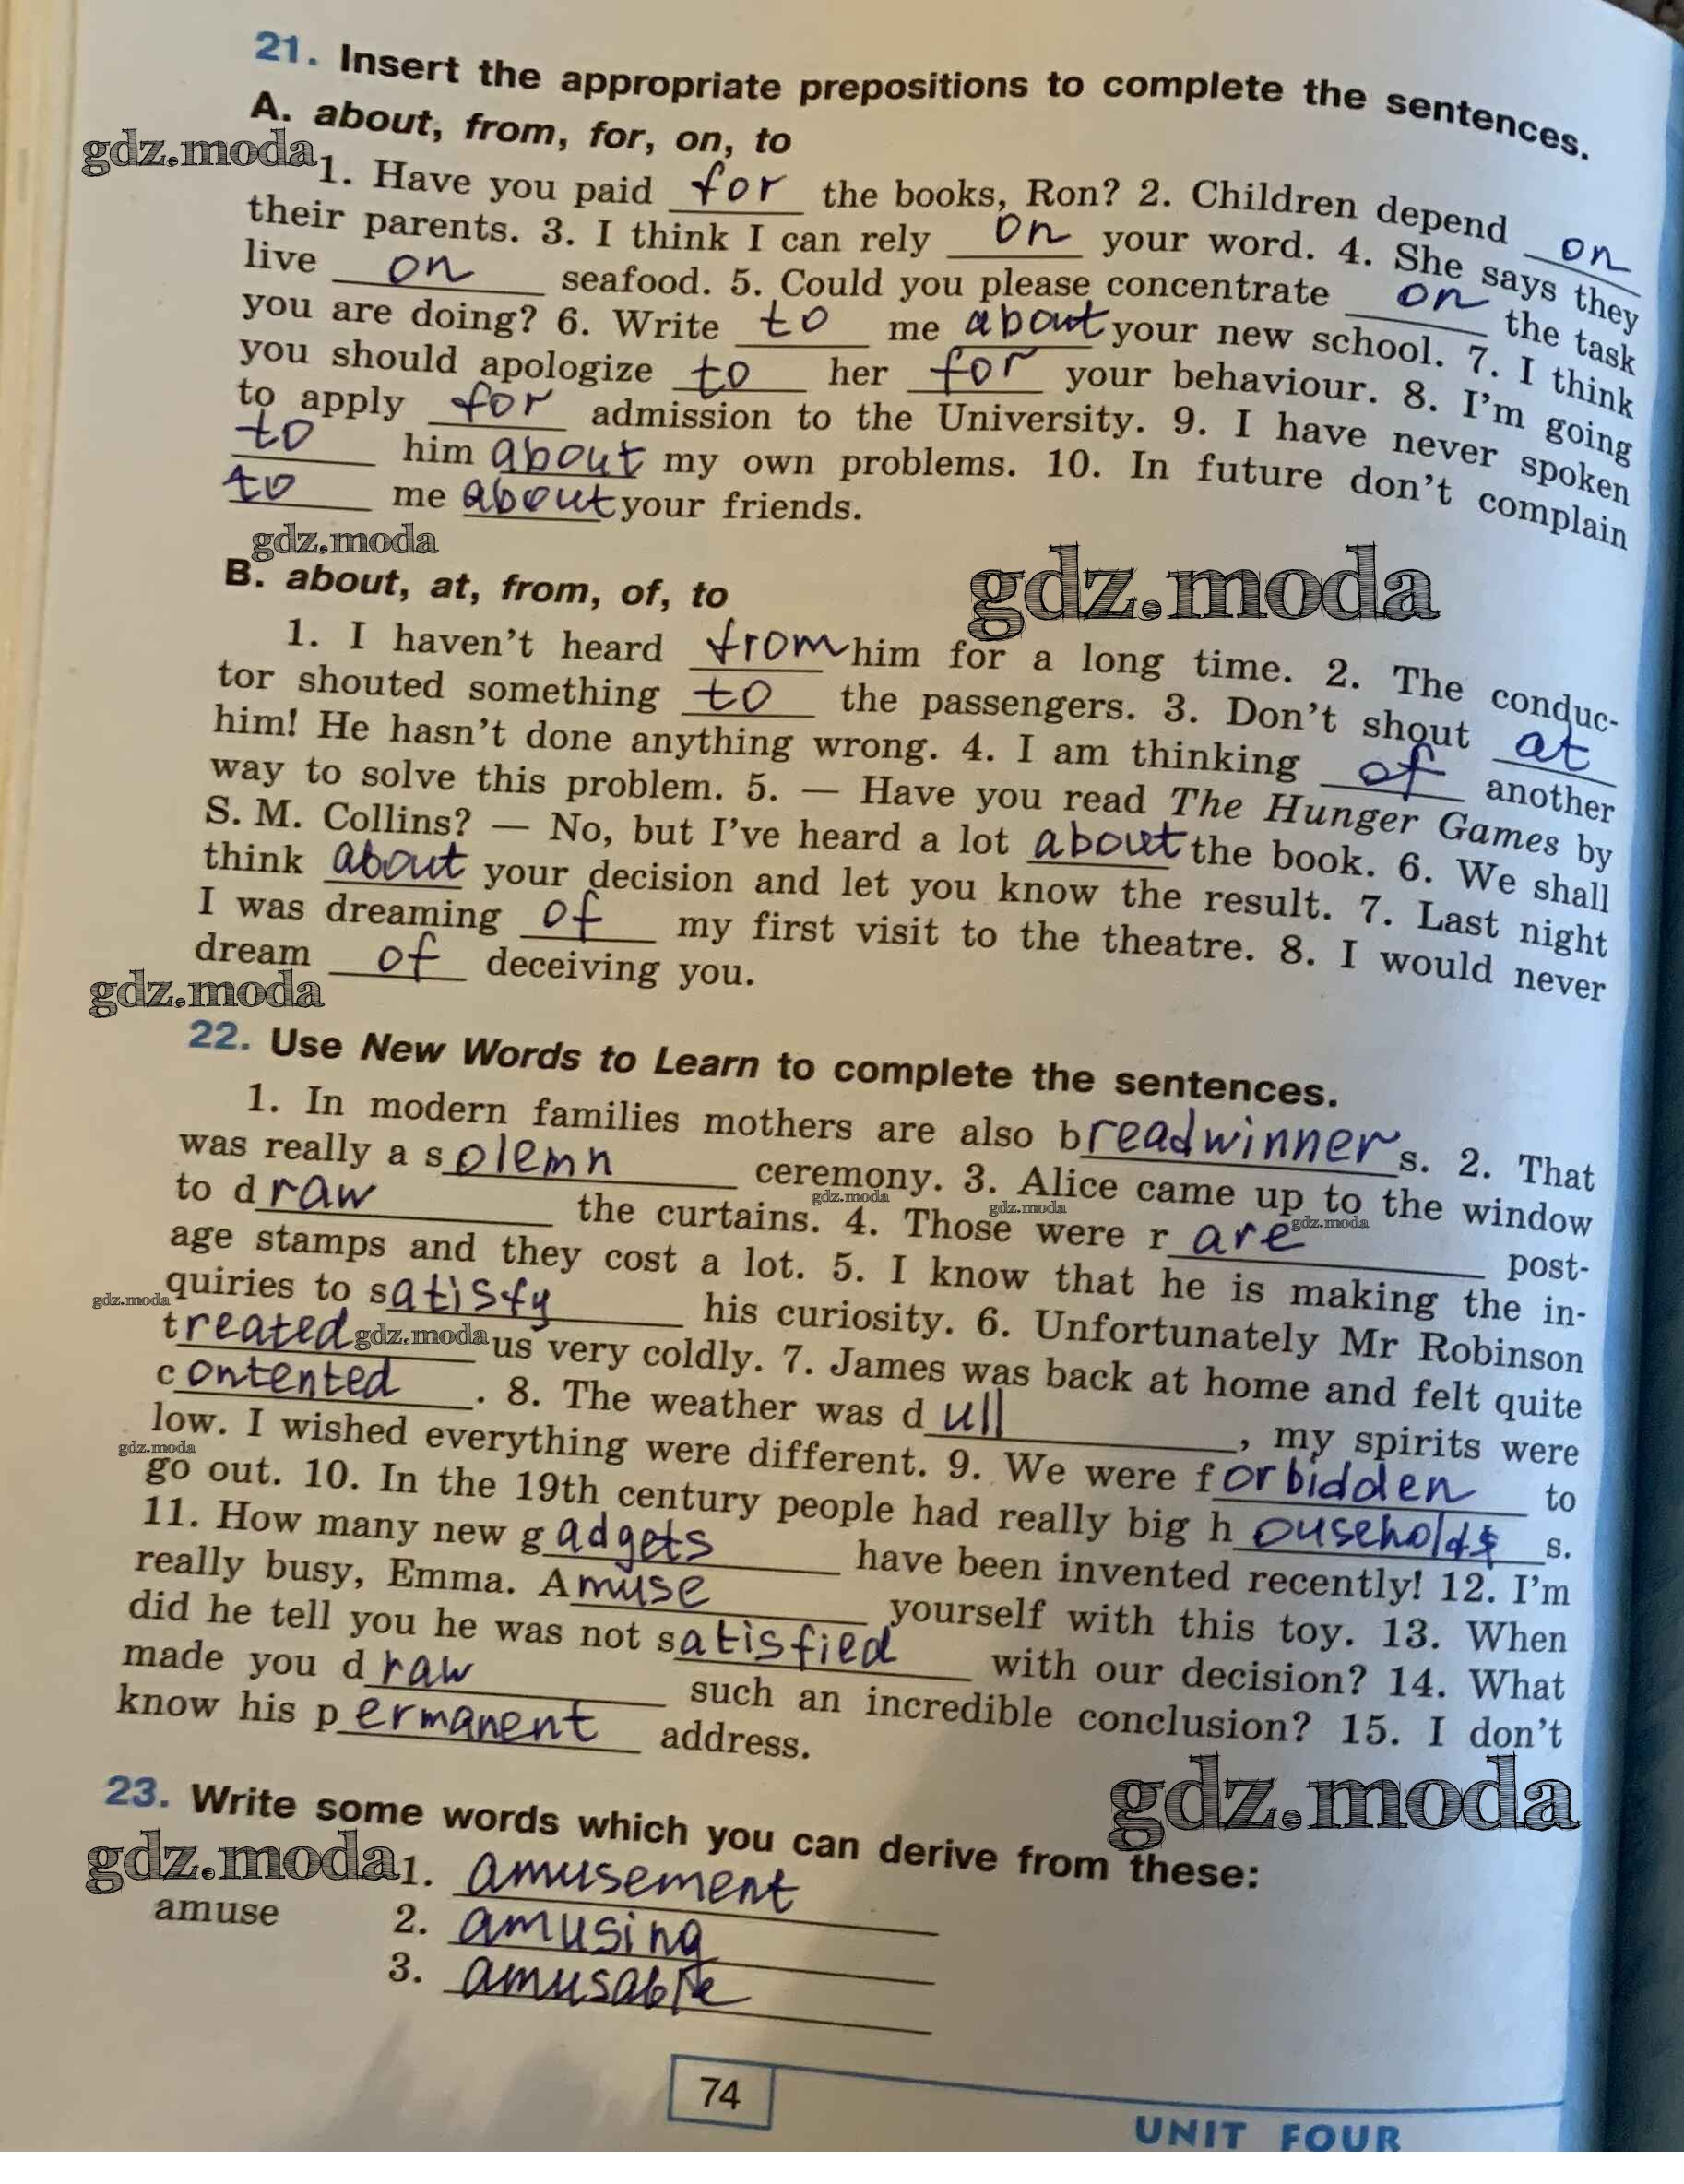 21. Insert the appropriate prepositions to complete the sentences.
A. about, from, for, on, to
gdz.moda
1. Have you paid for the books, Ron? 2. Children depend on
their parents. 3. I think I can rely on your word. 4. She says they
live on seafood. 5. Could you please concentrate on the task
you are doing? 6. Write to me about your new school. 7. I think
you should apologize to her for your behaviour. 8. I'm going
to apply for admission to the University. 9. I have never spoken
to him about my own problems. 10. In future don't complain
to me about your friends.
gdz.moda
gdz.moda
B. about, at, from, of, to
1. I haven't heard from him for a long time. 2. The conduc-
tor shouted something to the passengers. 3. Don't shout at
him! He hasn't done anything wrong. 4. I am thinking of another
way to solve this problem. 5. — Have you read The Hunger Games by
S. M. Collins? — No, but I've heard a lot about the book. 6. We shall
think about your decision and let you know the result. 7. Last night
I was dreaming of my first visit to the theatre. 8. I would never
dream of deceiving you.
gdz.moda
22. Use New Words to Learn to complete the sentences.
1. In modern families mothers are also breadwinners. 2. That
was really a solemn ceremony. 3. Alice came up to the window
gdz.moda
gdz.moda
gdz.moda
to draw the curtains. 4. Those were rare post-
age stamps and they cost a lot. 5. I know that he is making the in-
gdz.moda
quiries to satisfy his curiosity. 6. Unfortunately Mr Robinson
treated gdz.moda us very coldly. 7. James was back at home and felt quite
contented. 8. The weather was dull, my spirits were
low. I wished everything were different. 9. We were forbidden to
gdz.moda
go out. 10. In the 19th century people had really big households s.
11. How many new gadgets have been invented recently! 12. I'm
really busy, Emma. Amuse yourself with this toy. 13. When
did he tell you he was not satisfied with our decision? 14. What
made you draw such an incredible conclusion? 15. I don't
know his permanent address.
gdz.moda
23. Write some words which you can derive from these:
gdz.moda
1. amusement
amuse 2. amusing
3. amusable
74
UNIT FOUR